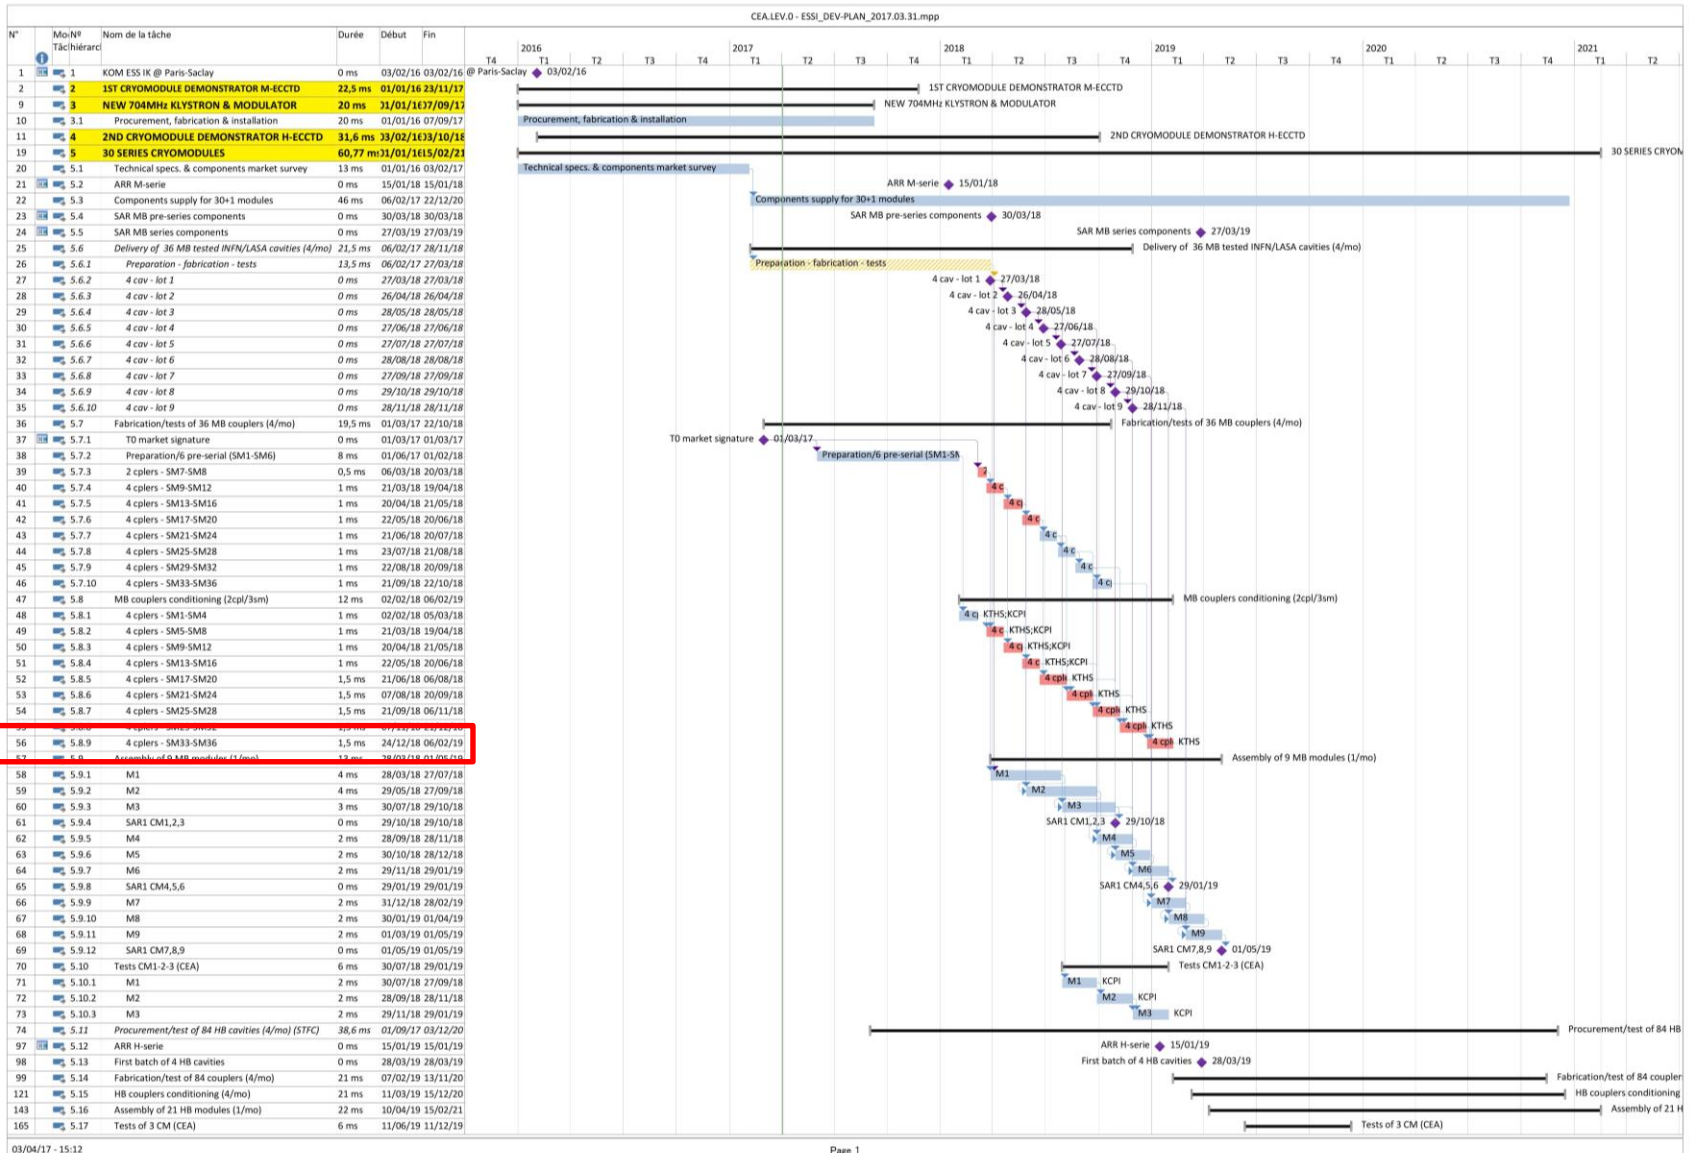 CEA.LEV.0 - ESSI_DEV-PLAN_2017.03.31.mpp
N° Mo Nº Nom de la tâche Durée Début Fin
Tâc hiérarc
2016 2017 2018 2019 2020 2021
T4 T1 T2 T3 T4 T1 T2 T3 T4 T1 T2 T3 T4 T1 T2 T3 T4 T1 T2 T3 T4 T1 T2
1 1 KOM ESS IK @ Paris-Saclay 0 ms 03/02/16 03/02/16 @ Paris-Saclay 03/02/16
2 2 1ST CRYOMODULE DEMONSTRATOR M-ECCTD 22,5 ms 01/01/16 23/11/17 1ST CRYOMODULE DEMONSTRATOR M-ECCTD
9 3 NEW 704MHz KLYSTRON & MODULATOR 20 ms 01/01/16 07/09/17 NEW 704MHz KLYSTRON & MODULATOR
10 3.1 Procurement, fabrication & installation 20 ms 01/01/16 07/09/17 Procurement, fabrication & installation
11 4 2ND CRYOMODULE DEMONSTRATOR H-ECCTD 31,6 ms 03/02/16 03/10/18 2ND CRYOMODULE DEMONSTRATOR H-ECCTD
19 5 30 SERIES CRYOMODULES 60,77 m: 01/01/16 15/02/21 30 SERIES CRYOM
20 5.1 Technical specs. & components market survey 13 ms 01/01/16 03/02/17 Technical specs. & components market survey
21 5.2 ARR M-serie 0 ms 15/01/18 15/01/18 ARR M-serie 15/01/18
22 5.3 Components supply for 30+1 modules 46 ms 06/02/17 22/12/20 Components supply for 30+1 modules
23 5.4 SAR MB pre-series components 0 ms 30/03/18 30/03/18 SAR MB pre-series components 30/03/18
24 5.5 SAR MB series components 0 ms 27/03/19 27/03/19 SAR MB series components 27/03/19
25 5.6 Delivery of 36 MB tested INFN/LASA cavities (4/mo) 21,5 ms 06/02/17 28/11/18 Delivery of 36 MB tested INFN/LASA cavities (4/mo)
26 5.6.1 Preparation - fabrication - tests 13,5 ms 06/02/17 27/03/18 Preparation - fabrication - tests
27 5.6.2 4 cav - lot 1 0 ms 27/03/18 27/03/18 4 cav - lot 1 27/03/18
28 5.6.3 4 cav - lot 2 0 ms 26/04/18 26/04/18 4 cav - lot 2 26/04/18
29 5.6.4 4 cav - lot 3 0 ms 28/05/18 28/05/18 4 cav - lot 3 28/05/18
30 5.6.5 4 cav - lot 4 0 ms 27/06/18 27/06/18 4 cav - lot 4 27/06/18
31 5.6.6 4 cav - lot 5 0 ms 27/07/18 27/07/18 4 cav - lot 5 27/07/18
32 5.6.7 4 cav - lot 6 0 ms 28/08/18 28/08/18 4 cav - lot 6 28/08/18
33 5.6.8 4 cav - lot 7 0 ms 27/09/18 27/09/18 4 cav - lot 7 27/09/18
34 5.6.9 4 cav - lot 8 0 ms 29/10/18 29/10/18 4 cav - lot 8 29/10/18
35 5.6.10 4 cav - lot 9 0 ms 28/11/18 28/11/18 4 cav - lot 9 28/11/18
36 5.7 Fabrication/tests of 36 MB couplers (4/mo) 19,5 ms 01/03/17 22/10/18 Fabrication/tests of 36 MB couplers (4/mo)
37 5.7.1 T0 market signature 0 ms 01/03/17 01/03/17 T0 market signature 01/03/17
38 5.7.2 Preparation/6 pre-serial (SM1-SM6) 8 ms 01/06/17 01/02/18 Preparation/6 pre-serial (SM1-SM
39 5.7.3 2 cplers - SM7-SM8 0,5 ms 06/03/18 20/03/18 2
40 5.7.4 4 cplers - SM9-SM12 1 ms 21/03/18 19/04/18 4 c
41 5.7.5 4 cplers - SM13-SM16 1 ms 20/04/18 21/05/18 4 c
42 5.7.6 4 cplers - SM17-SM20 1 ms 22/05/18 20/06/18 4 c
43 5.7.7 4 cplers - SM21-SM24 1 ms 21/06/18 20/07/18 4 c
44 5.7.8 4 cplers - SM25-SM28 1 ms 23/07/18 21/08/18 4 c
45 5.7.9 4 cplers - SM29-SM32 1 ms 22/08/18 20/09/18 4 c
46 5.7.10 4 cplers - SM33-SM36 1 ms 21/09/18 22/10/18 4 c
47 5.8 MB couplers conditioning (2cpl/3sm) 12 ms 02/02/18 06/02/19 MB couplers conditioning (2cpl/3sm)
48 5.8.1 4 cplers - SM1-SM4 1 ms 02/02/18 05/03/18 4 c KTHS;KCPI
49 5.8.2 4 cplers - SM5-SM8 1 ms 21/03/18 19/04/18 4 c KTHS;KCPI
50 5.8.3 4 cplers - SM9-SM12 1 ms 20/04/18 21/05/18 4 c KTHS;KCPI
51 5.8.4 4 cplers - SM13-SM16 1 ms 22/05/18 20/06/18 4 c KTHS;KCPI
52 5.8.5 4 cplers - SM17-SM20 1,5 ms 21/06/18 06/08/18 4 cpl KTHS
53 5.8.6 4 cplers - SM21-SM24 1,5 ms 07/08/18 20/09/18 4 cpl KTHS
54 5.8.7 4 cplers - SM25-SM28 1,5 ms 21/09/18 06/11/18 4 cpl KTHS
4 cpl KTHS
56 5.8.9 4 cplers - SM33-SM36 1,5 ms 24/12/18 06/02/19 4 cpl KTHS
57 5.9 Assembly of 9 MB modules (1/mo) 13 ms 28/03/18 01/05/19 Assembly of 9 MB modules (1/mo)
58 5.9.1 M1 4 ms 28/03/18 27/07/18 M1
59 5.9.2 M2 4 ms 29/05/18 27/09/18 M2
60 5.9.3 M3 3 ms 30/07/18 29/10/18 M3
61 5.9.4 SAR1 CM1,2,3 0 ms 29/10/18 29/10/18 SAR1 CM1,2,3 29/10/18
62 5.9.5 M4 2 ms 28/09/18 28/11/18 M4
63 5.9.6 M5 2 ms 30/10/18 28/12/18 M5
64 5.9.7 M6 2 ms 29/11/18 29/01/19 M6
65 5.9.8 SAR1 CM4,5,6 0 ms 29/01/19 29/01/19 SAR1 CM4,5,6 29/01/19
66 5.9.9 M7 2 ms 31/12/18 28/02/19 M7
67 5.9.10 M8 2 ms 30/01/19 01/04/19 M8
68 5.9.11 M9 2 ms 01/03/19 01/05/19 M9
69 5.9.12 SAR1 CM7,8,9 0 ms 01/05/19 01/05/19 SAR1 CM7,8,9 01/05/19
70 5.10 Tests CM1-2-3 (CEA) 6 ms 30/07/18 29/01/19 Tests CM1-2-3 (CEA)
71 5.10.1 M1 2 ms 30/07/18 27/09/18 M1 KCPI
72 5.10.2 M2 2 ms 28/09/18 28/11/18 M2 KCPI
73 5.10.3 M3 2 ms 29/11/18 29/01/19 M3 KCPI
74 5.11 Procurement/test of 84 HB cavities (4/mo) (STFC) 38,6 ms 01/09/17 03/12/20 Procurement/test of 84 HB
97 5.12 ARR H-serie 0 ms 15/01/19 15/01/19 ARR H-serie 15/01/19
98 5.13 First batch of 4 HB cavities 0 ms 28/03/19 28/03/19 First batch of 4 HB cavities 28/03/19
99 5.14 Fabrication/test of 84 couplers (4/mo) 21 ms 07/02/19 13/11/20 Fabrication/test of 84 coupler
121 5.15 HB couplers conditioning (4/mo) 21 ms 11/03/19 15/12/20 HB couplers conditioning
143 5.16 Assembly of 21 HB modules (1/mo) 22 ms 10/04/19 15/02/21 Assembly of 21 H
165 5.17 Tests of 3 CM (CEA) 6 ms 11/06/19 11/12/19 Tests of 3 CM (CEA)
03/04/17 - 15:12 Page 1